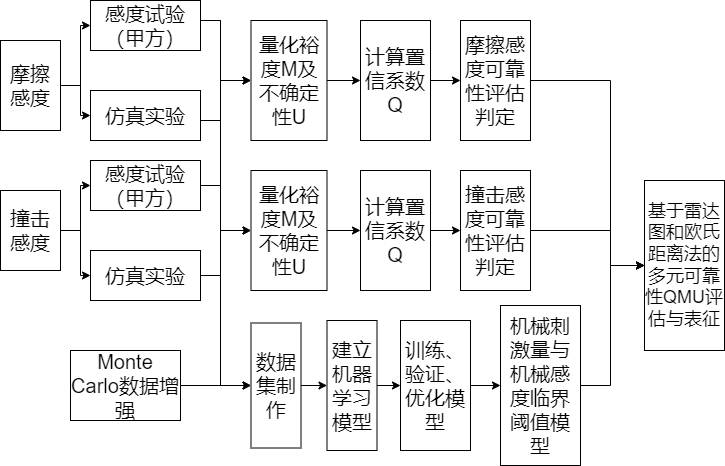 摩擦
感度
感度试验
（甲方）
仿真实验
量化裕
度M及
不确定
性U
计算置
信系数
Q
摩擦感
度可靠
性评估
判定
撞击
感度
感度试验
（甲方）
仿真实验
量化裕
度M及
不确定
性U
计算置
信系数
Q
撞击感
度可靠
性评估
判定
Monte
Carlo数据增
强
数据
集制
作
建立
机器
学习
模型
训练、
验证、
优化模
型
机械刺
激量与
机械感
度临界
阈值模
型
基于雷达
图和欧氏
距离法的
多元可靠
性QMU评
估与表征